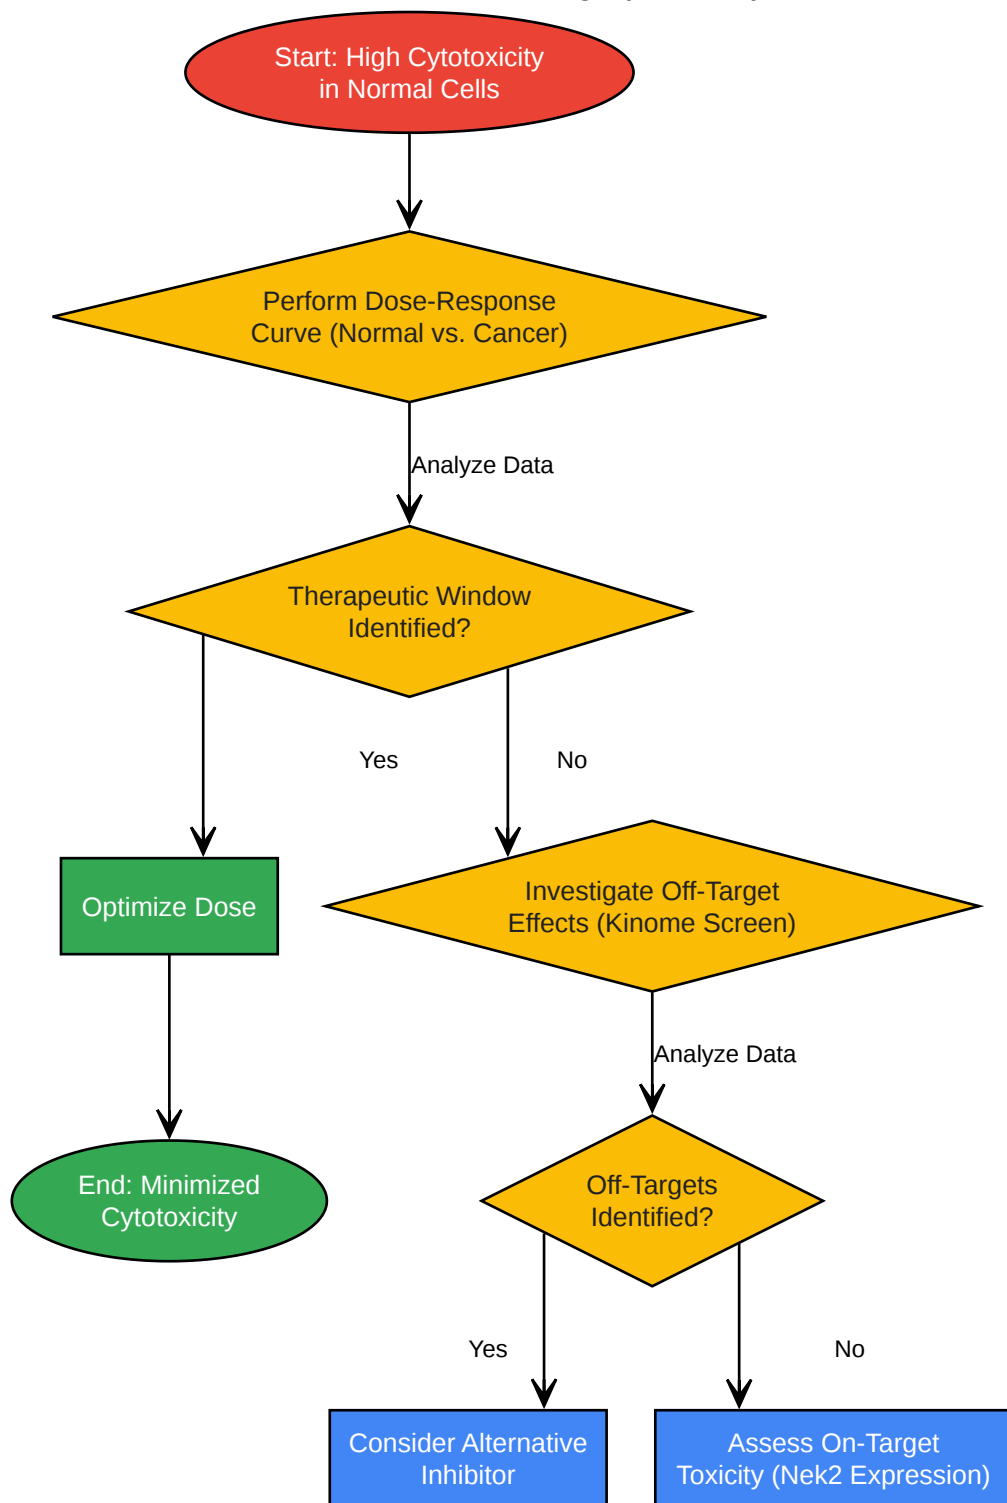 Start: High Cytotoxicity
in Normal Cells
Perform Dose-Response
Curve (Normal vs. Cancer)
Analyze Data
Therapeutic Window
Identified?
Yes
No
Optimize Dose
Investigate Off-Target
Effects (Kinome Screen)
Analyze Data
End: Minimized
Cytotoxicity
Off-Targets
Identified?
Yes
No
Consider Alternative
Inhibitor
Assess On-Target
Toxicity (Nek2 Expression)